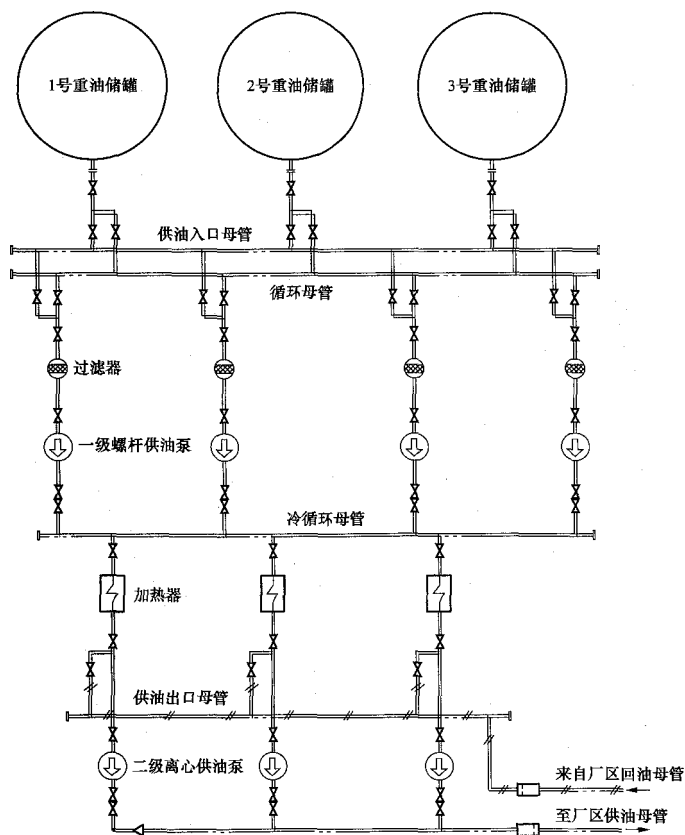 1号重油储罐
2号重油储罐
3号重油储罐
供油入口母管
循环母管
过滤器
一级螺杆供油泵
冷循环母管
加热器
供油出口母管
二级离心供油泵
来自厂区回油母管
至厂区供油母管